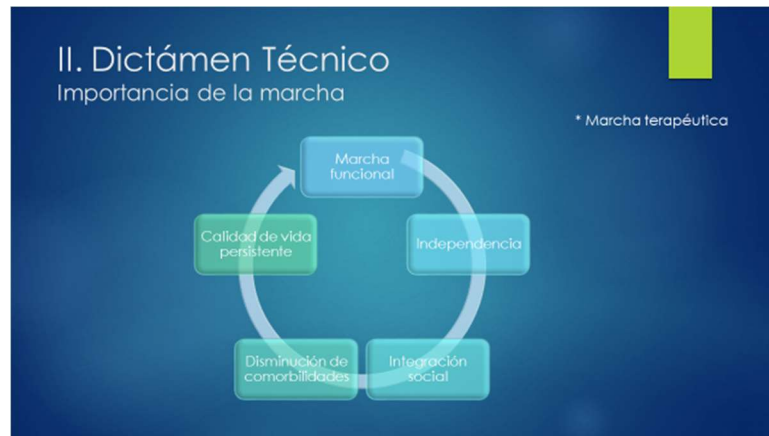 II. Dictámen Técnico
Importancia de la marcha
* Marcha terapéutica
Marcha
funcional
Independencia
Integración
social
Disminución de
comorbilidades
Calidad de vida
persistente